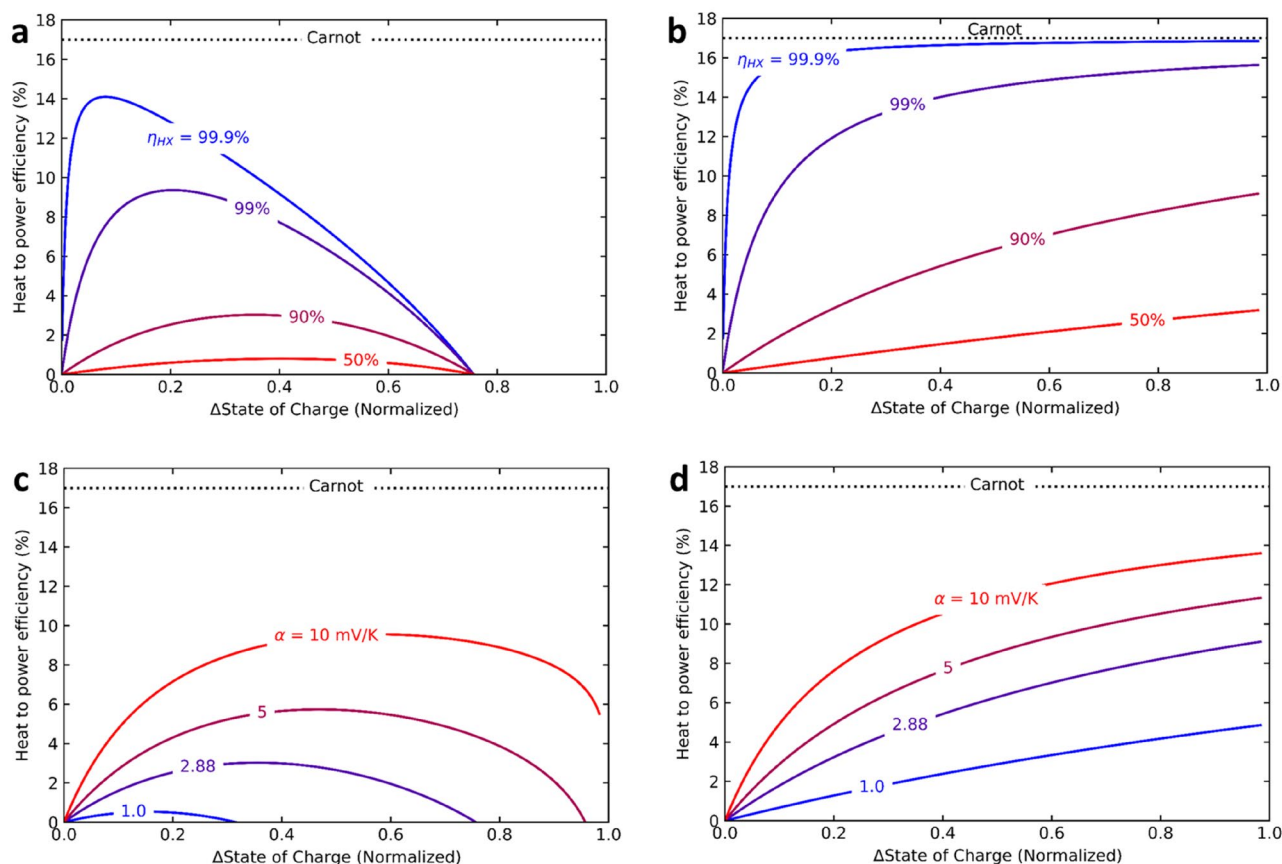 a
18
16
14
12
10
8
6
4
2
0
Heat to power efficiency (%)
Carnot
ηHX = 99.9%
99%
90%
50%
0.0 0.2 0.4 0.6 0.8 1.0
ΔState of Charge (Normalized)
b
18
16
14
12
10
8
6
4
2
0
Heat to power efficiency (%)
Carnot
ηHX = 99.9%
99%
90%
50%
0.0 0.2 0.4 0.6 0.8 1.0
ΔState of Charge (Normalized)
c
18
16
14
12
10
8
6
4
2
0
Heat to power efficiency (%)
Carnot
α = 10 mV/K
5
2.88
1.0
0.0 0.2 0.4 0.6 0.8 1.0
ΔState of Charge (Normalized)
d
18
16
14
12
10
8
6
4
2
0
Heat to power efficiency (%)
Carnot
α = 10 mV/K
5
2.88
1.0
0.0 0.2 0.4 0.6 0.8 1.0
ΔState of Charge (Normalized)